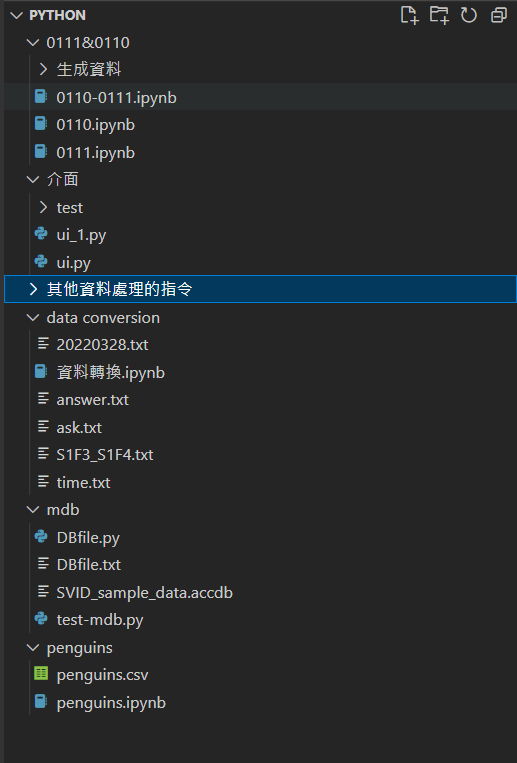 PYTHON
0111&0110
生成資料
0110-0111.ipynb
0110.ipynb
0111.ipynb
介面
test
ui_1.py
ui.py
其他資料處理的指令
data conversion
20220328.txt
資料轉換.ipynb
answer.txt
ask.txt
S1F3_S1F4.txt
time.txt
mdb
DBfile.py
DBfile.txt
SVID_sample_data.accdb
test-mdb.py
penguins
penguins.csv
penguins.ipynb